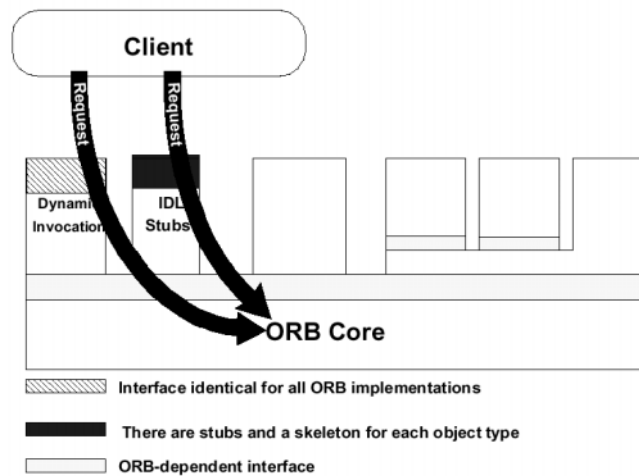 Client
Request
Request
Dynamic
Invocation
IDL
Stubs
ORB Core
Interface identical for all ORB implementations
There are stubs and a skeleton for each object type
ORB-dependent interface